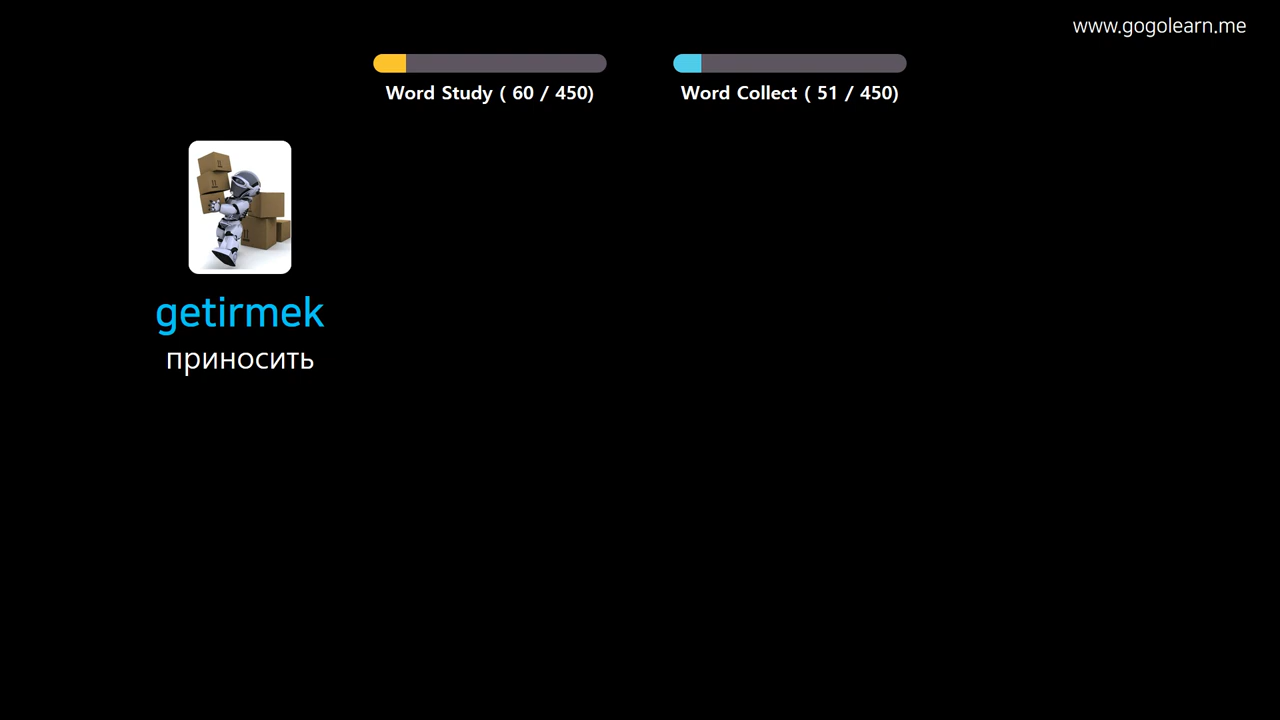 www.gogolearn.me
Word Study ( 60 / 450)
Word Collect ( 51 / 450)
getirmek
приносить